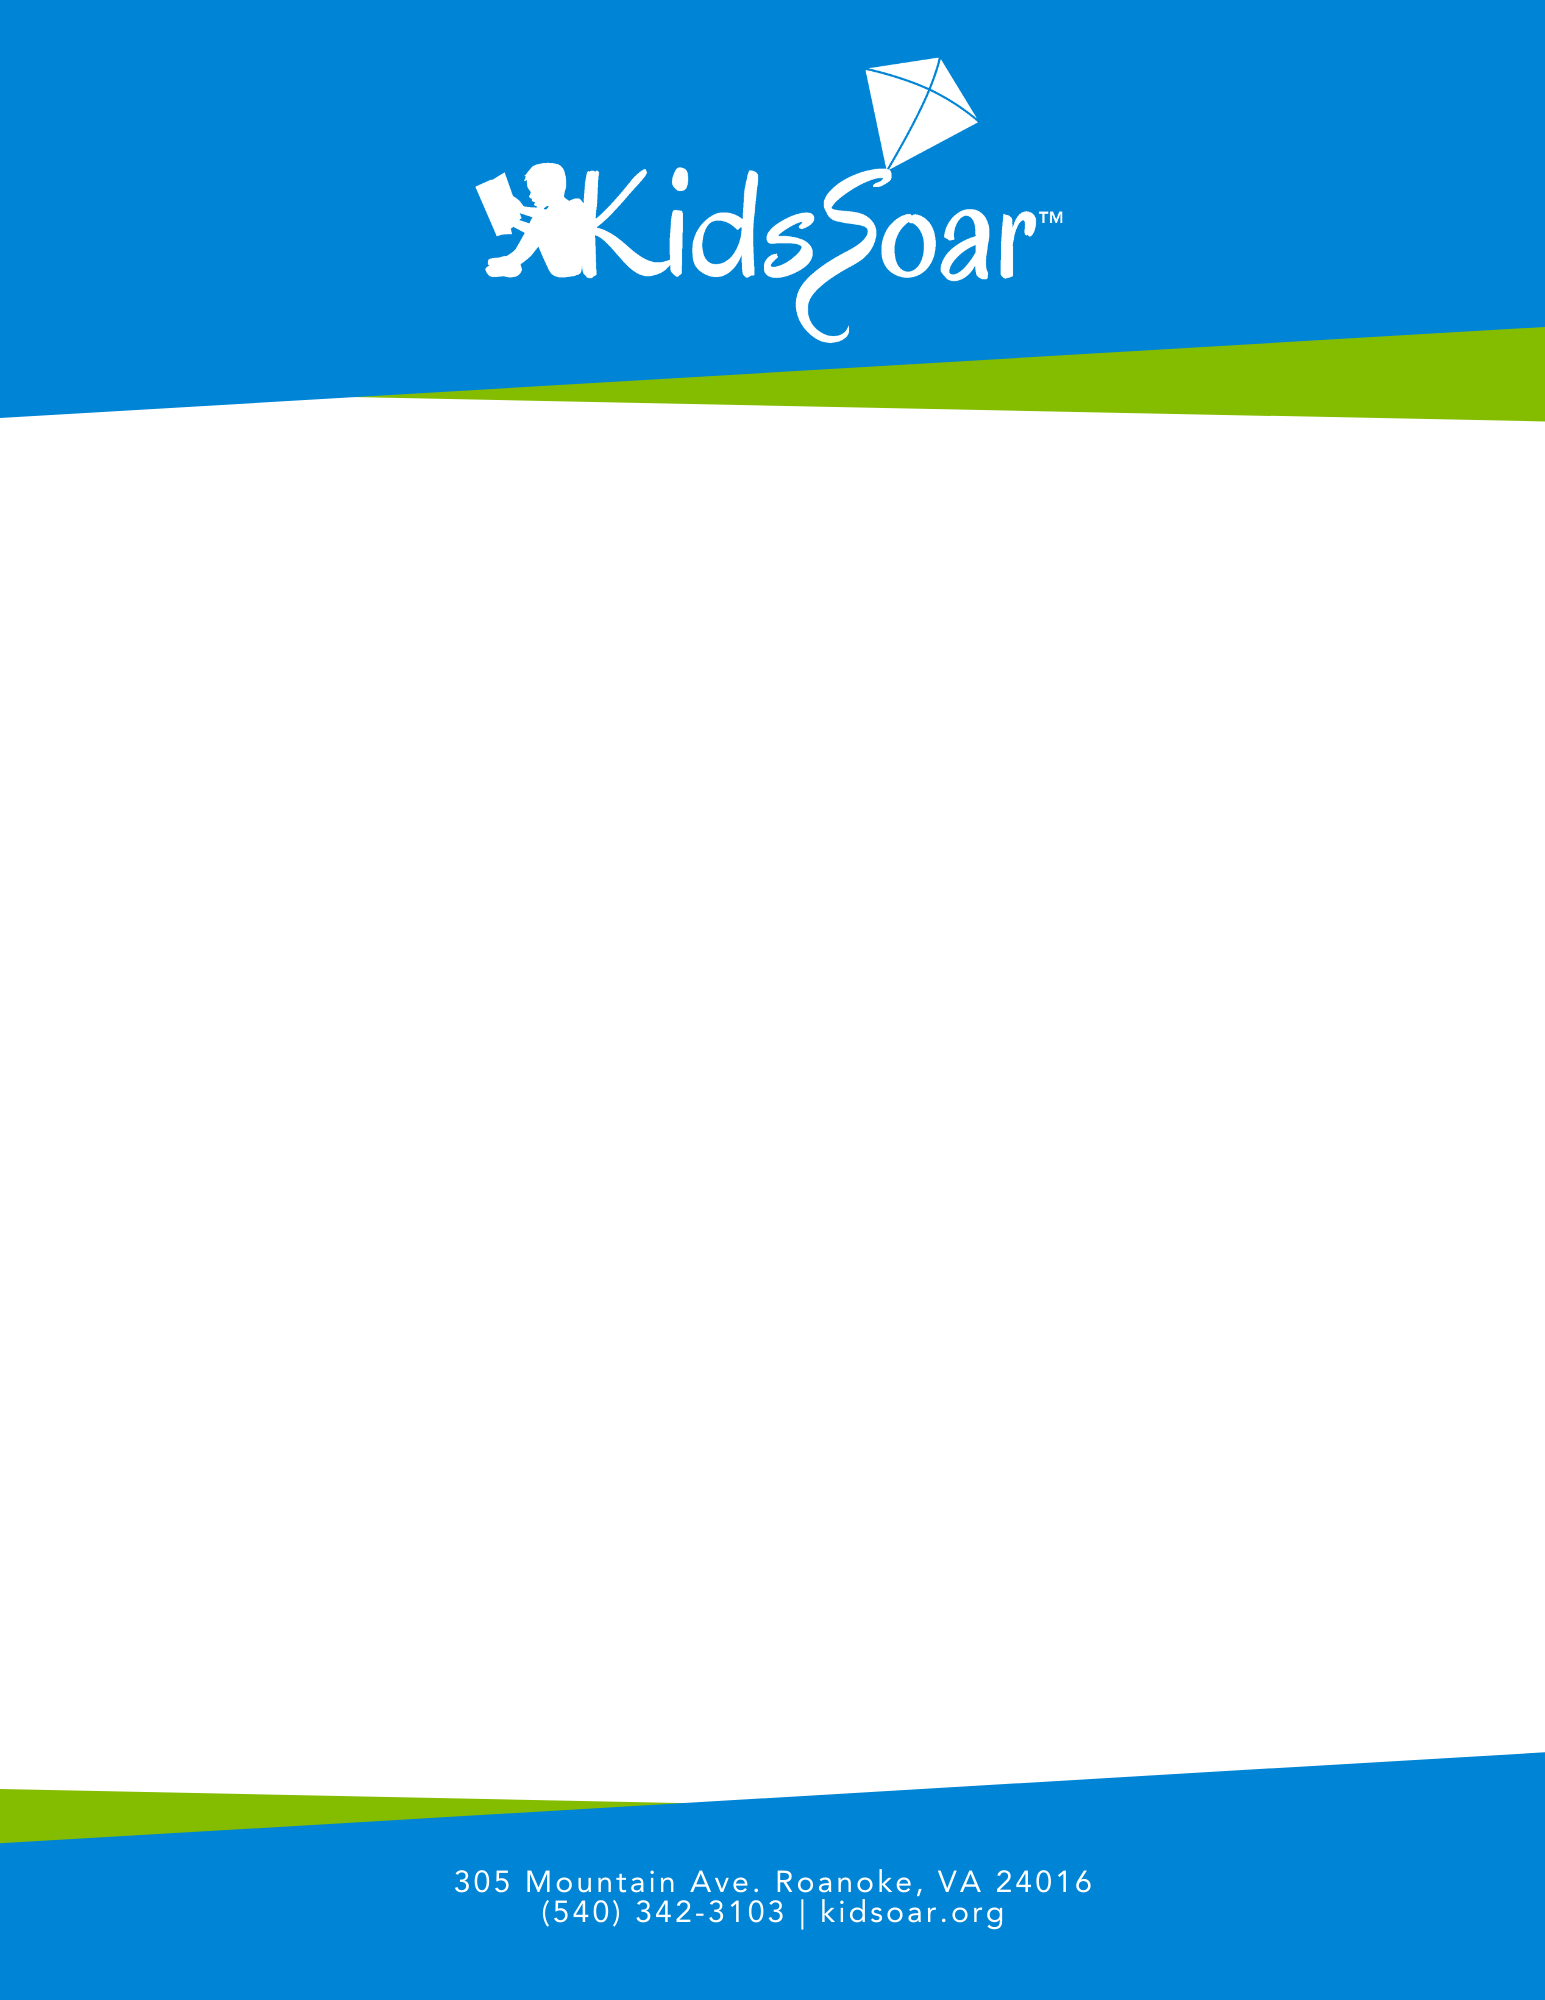 KidsSoar™
305 Mountain Ave. Roanoke, VA 24016
(540) 342-3103 | kidsoar.org